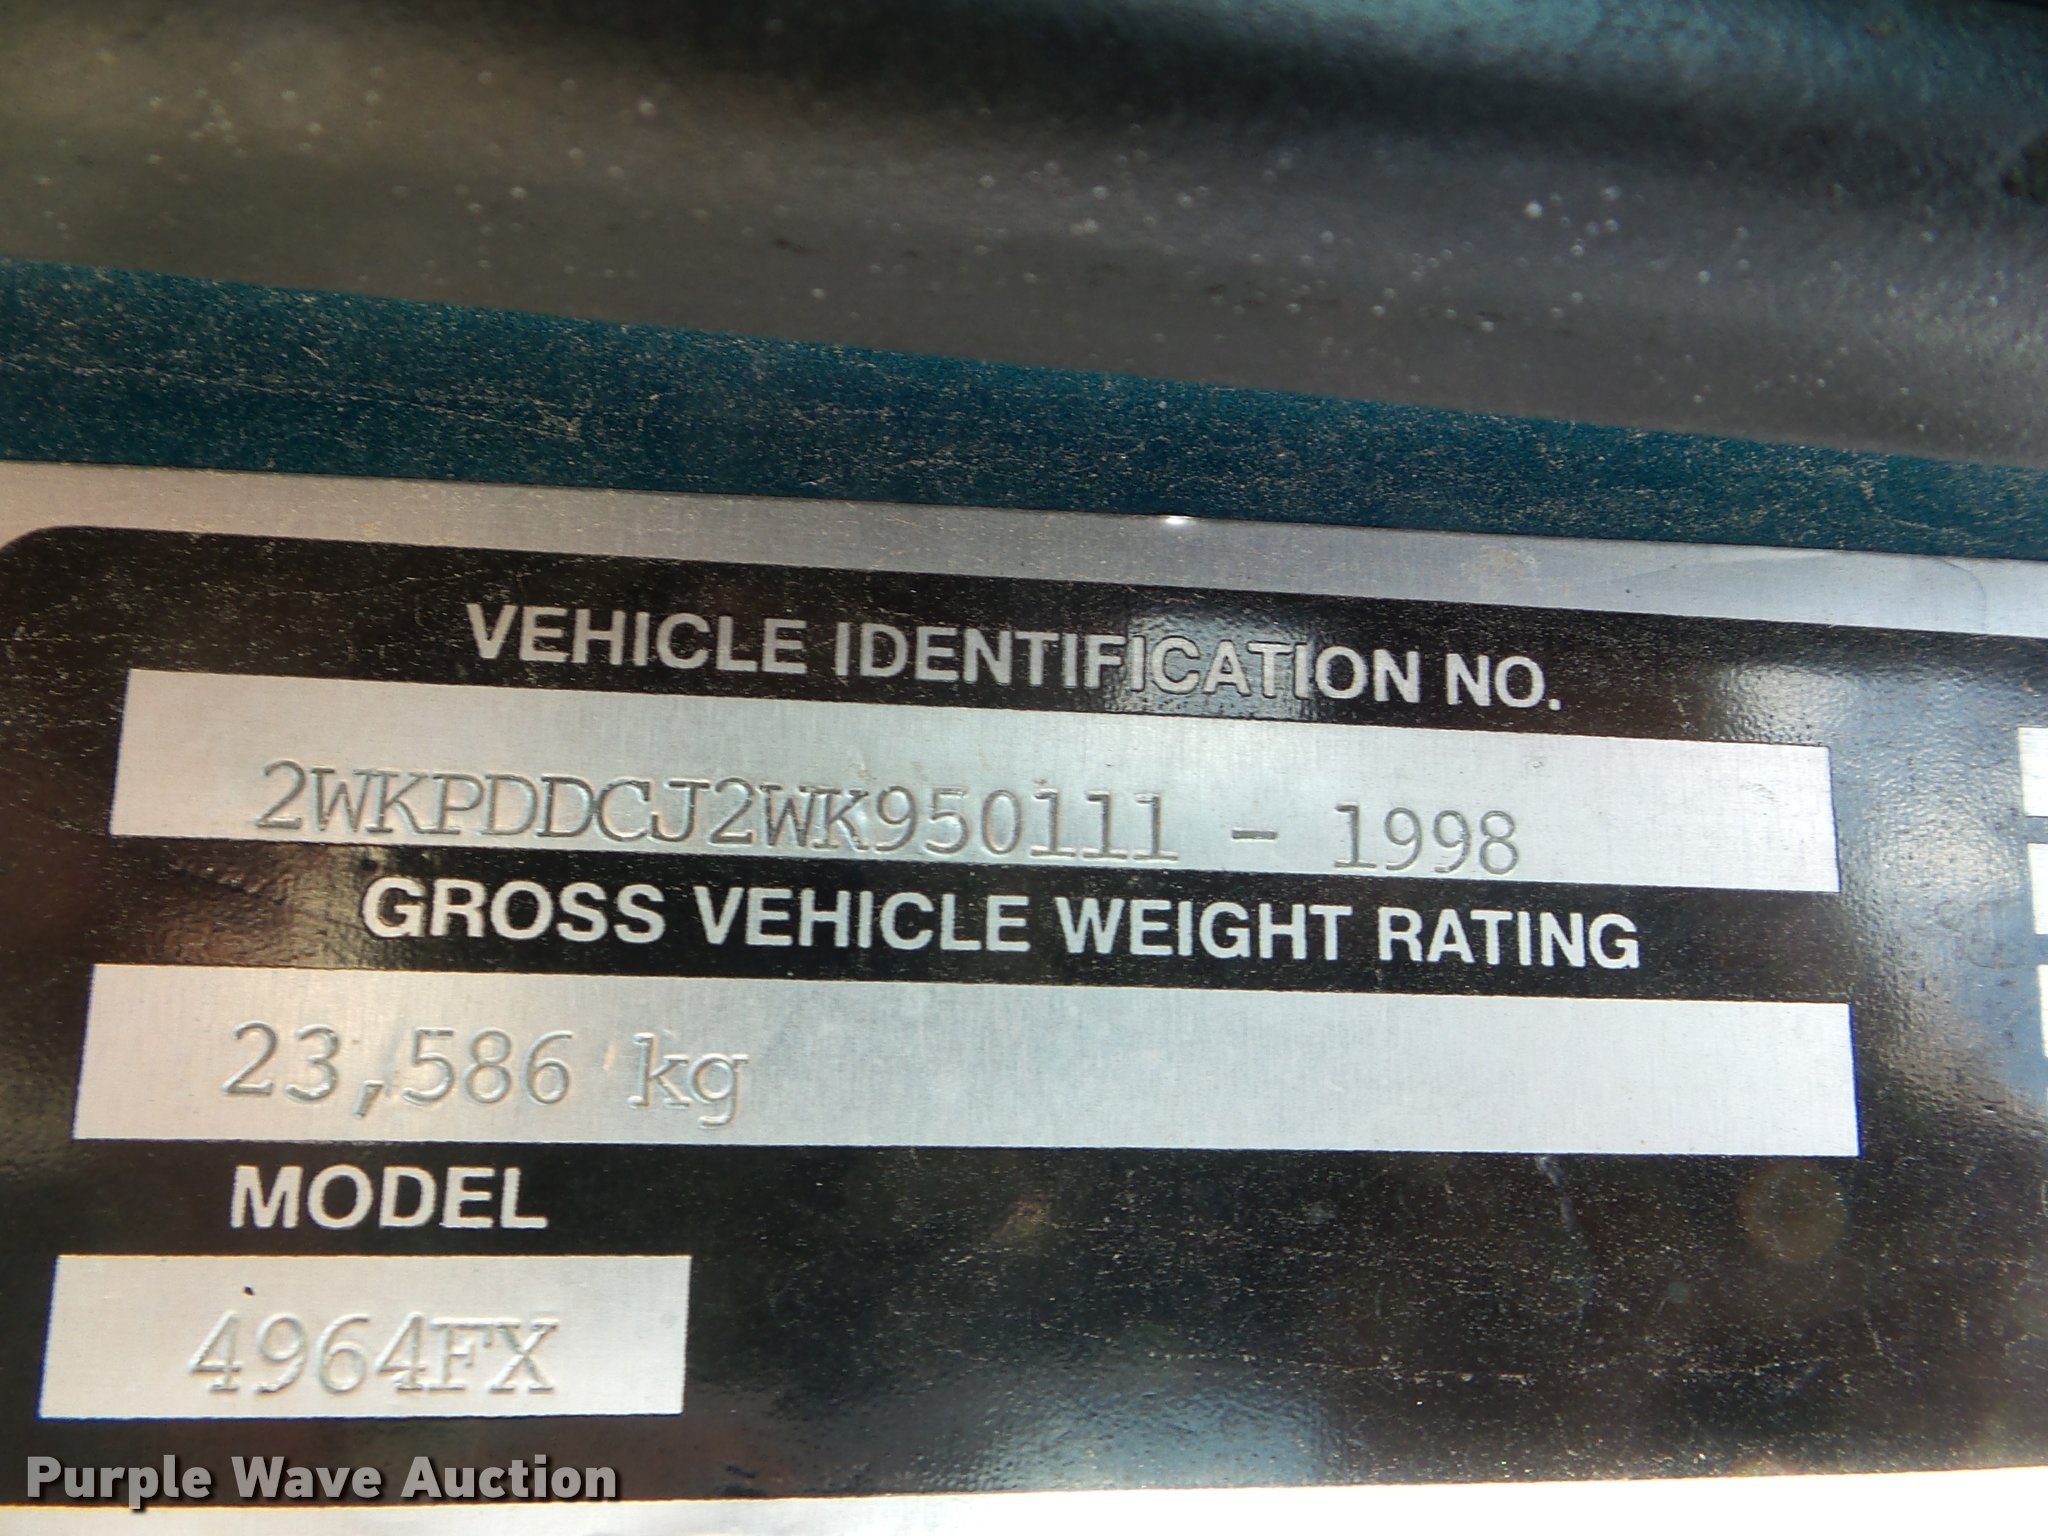 VEHICLE IDENTIFICATION NO.
2WKPDDCJ2WK950111 - 1998
GROSS VEHICLE WEIGHT RATING
23,586 kg
MODEL
4964FX
Purple Wave Auction